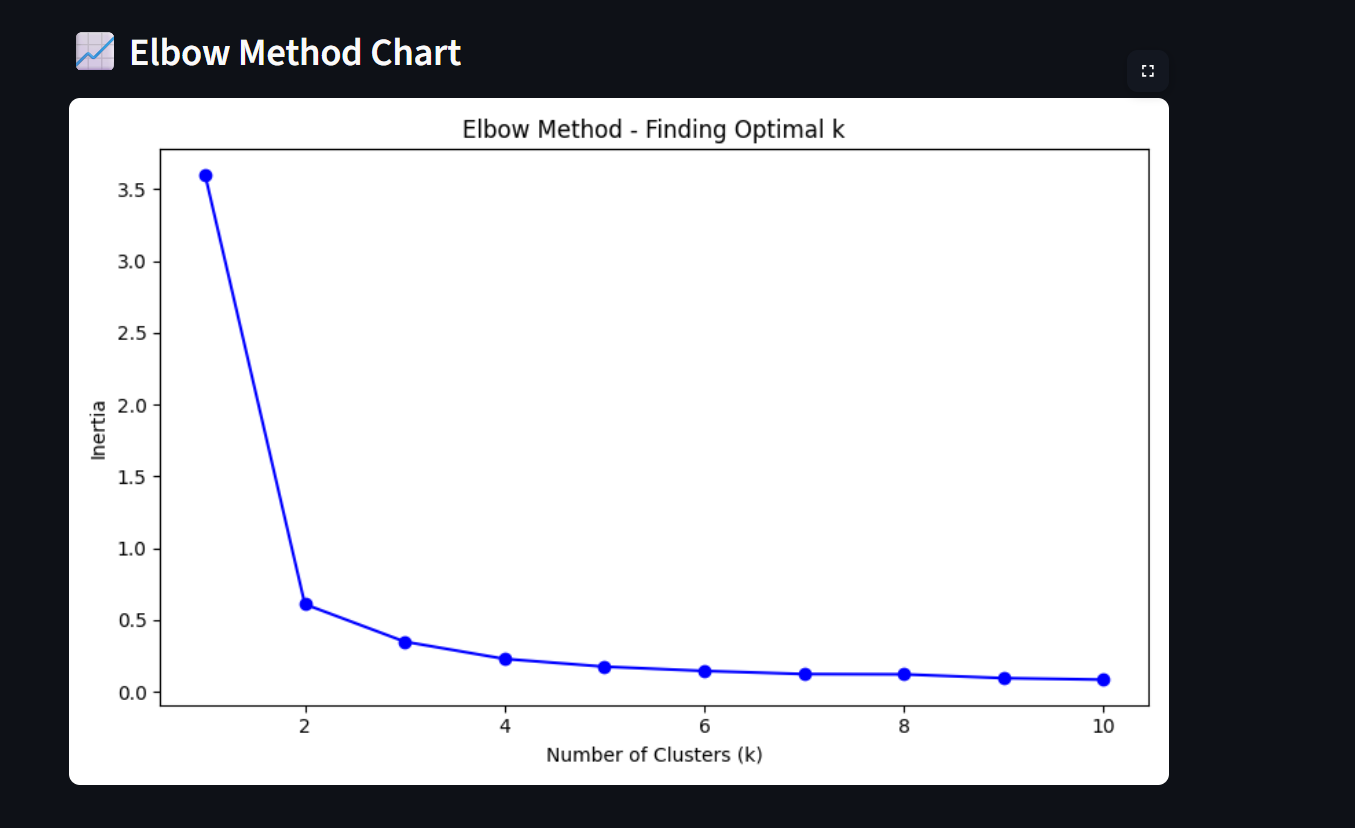 Elbow Method Chart
Elbow Method - Finding Optimal k
3.5
3.0
2.5
2.0
1.5
1.0
0.5
0.0
Inertia
2 4 6 8 10
Number of Clusters (k)